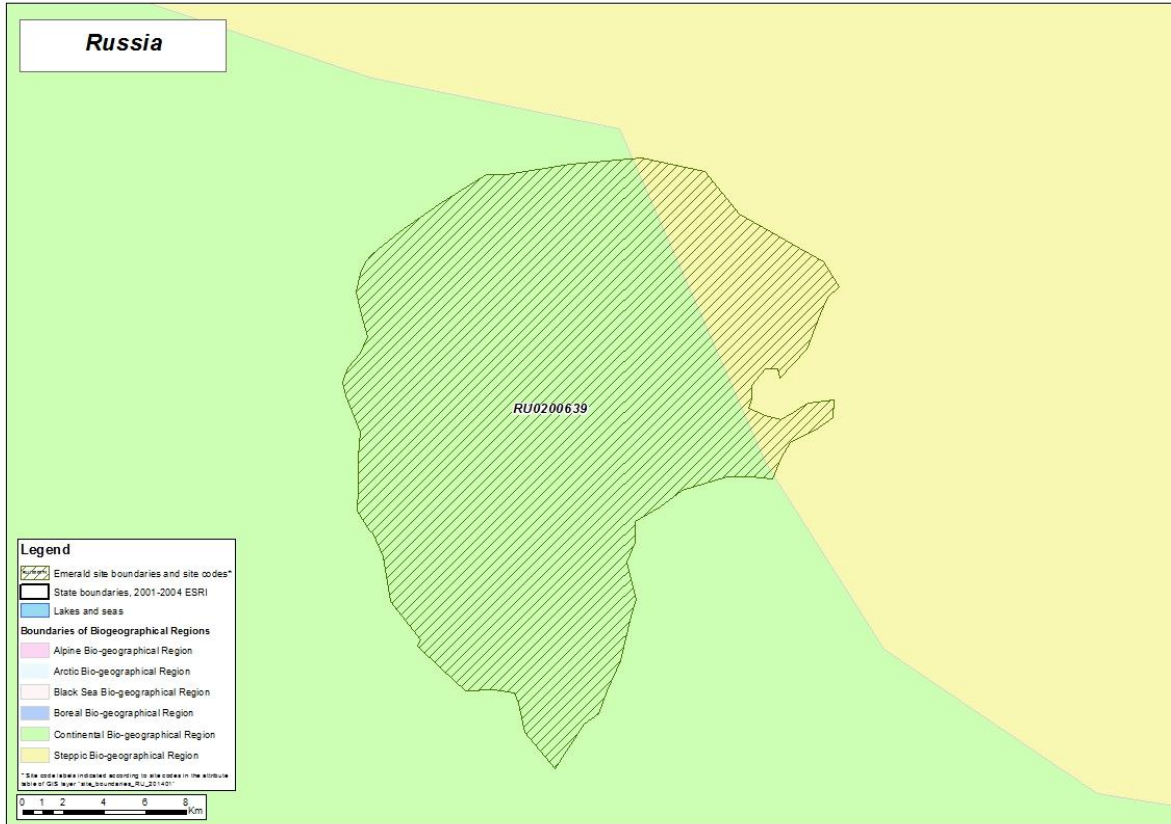 Russia
RU0200639
Legend
Emerald site boundaries and site codes*
State boundaries, 2001-2004 ESRI
Lakes and seas
Boundaries of Biogeographical Regions
Alpine Bio-geographical Region
Arctic Bio-geographical Region
Black Sea Bio-geographical Region
Boreal Bio-geographical Region
Continental Bio-geographical Region
Steppic Bio-geographical Region
* Site code labels indicated according to site codes in the attribute
table of GIS layer "site_boundaries_RU_201401"
0 1 2 4 6 8
Km